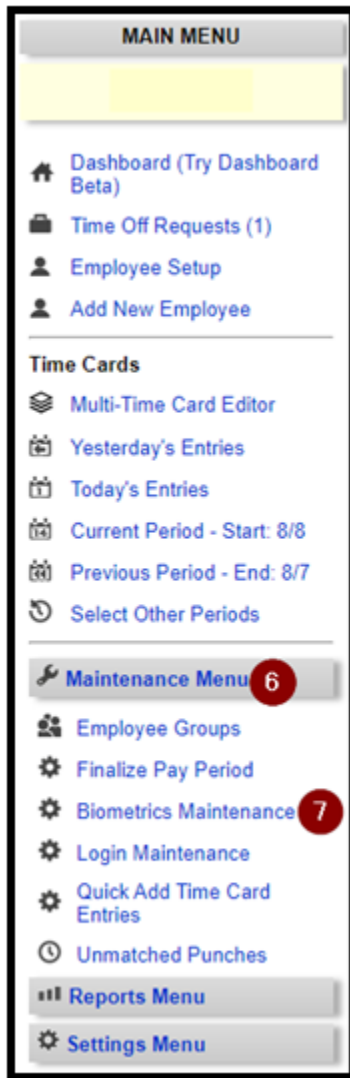 MAIN MENU
Dashboard (Try Dashboard
Beta)
Time Off Requests (1)
Employee Setup
Add New Employee
Time Cards
Multi-Time Card Editor
Yesterday's Entries
Today's Entries
Current Period - Start: 8/8
Previous Period - End: 8/7
Select Other Periods
Maintenance Menu 6
Employee Groups
Finalize Pay Period
Biometrics Maintenance 7
Login Maintenance
Quick Add Time Card
Entries
Unmatched Punches
Reports Menu
Settings Menu